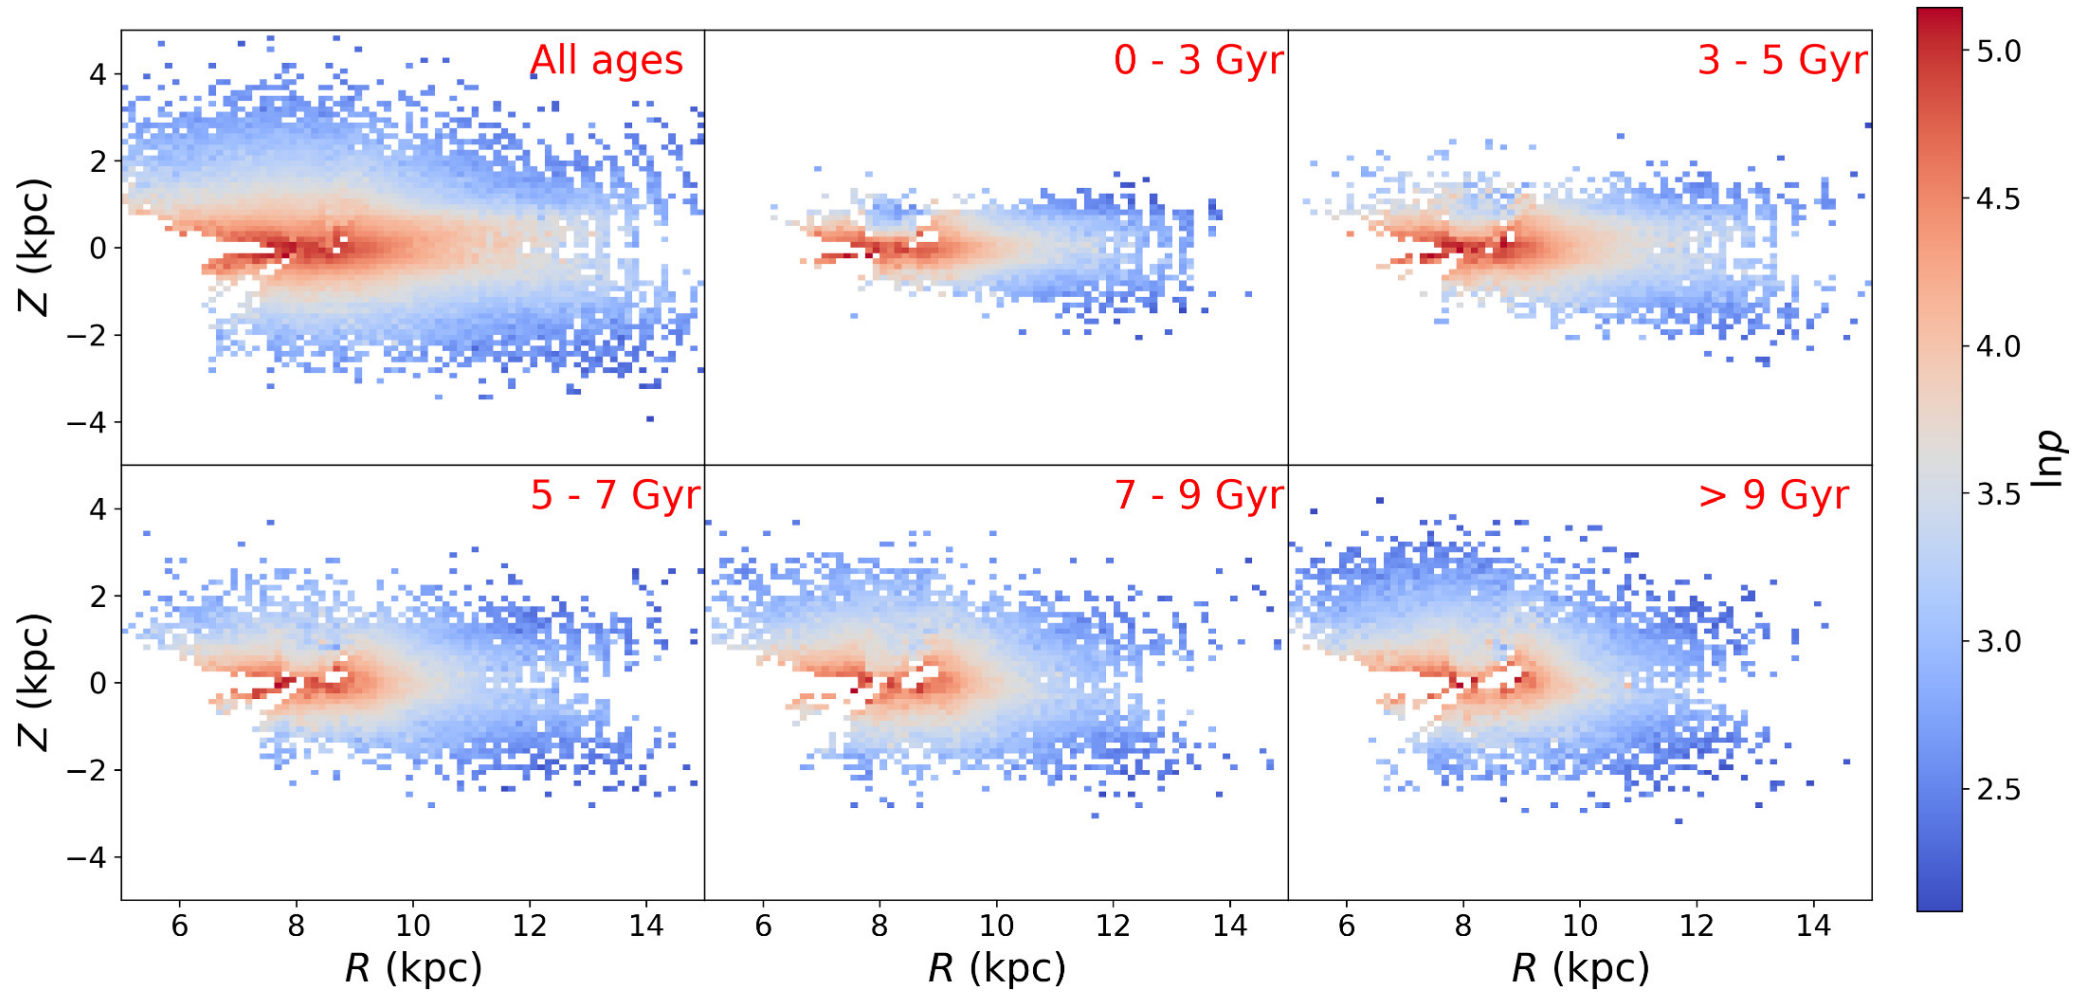 All ages
0 - 3 Gyr
3 - 5 Gyr
4
2
0
−2
−4
Z (kpc)
5 - 7 Gyr
7 - 9 Gyr
> 9 Gyr
4
2
0
−2
−4
Z (kpc)
6 8 10 12 14
6 8 10 12 14
6 8 10 12 14
R (kpc)
R (kpc)
R (kpc)
5.0
4.5
4.0
3.5
3.0
2.5
lnp